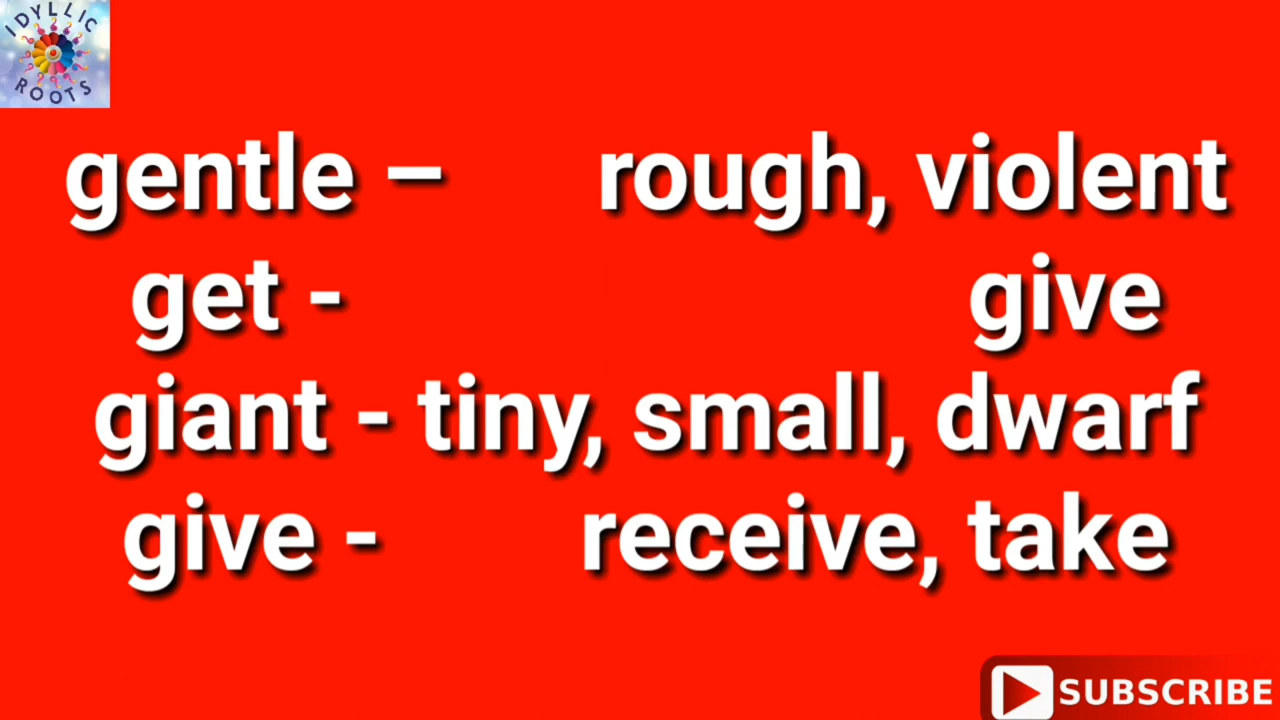 IDYLLIC
ROOTS
gentle – rough, violent
get - give
giant - tiny, small, dwarf
give - receive, take
SUBSCRIBE